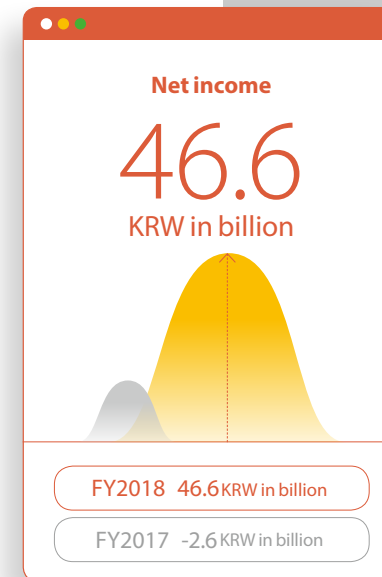 Net income
46.6
KRW in billion
FY2018 46.6 KRW in billion
FY2017 -2.6 KRW in billion